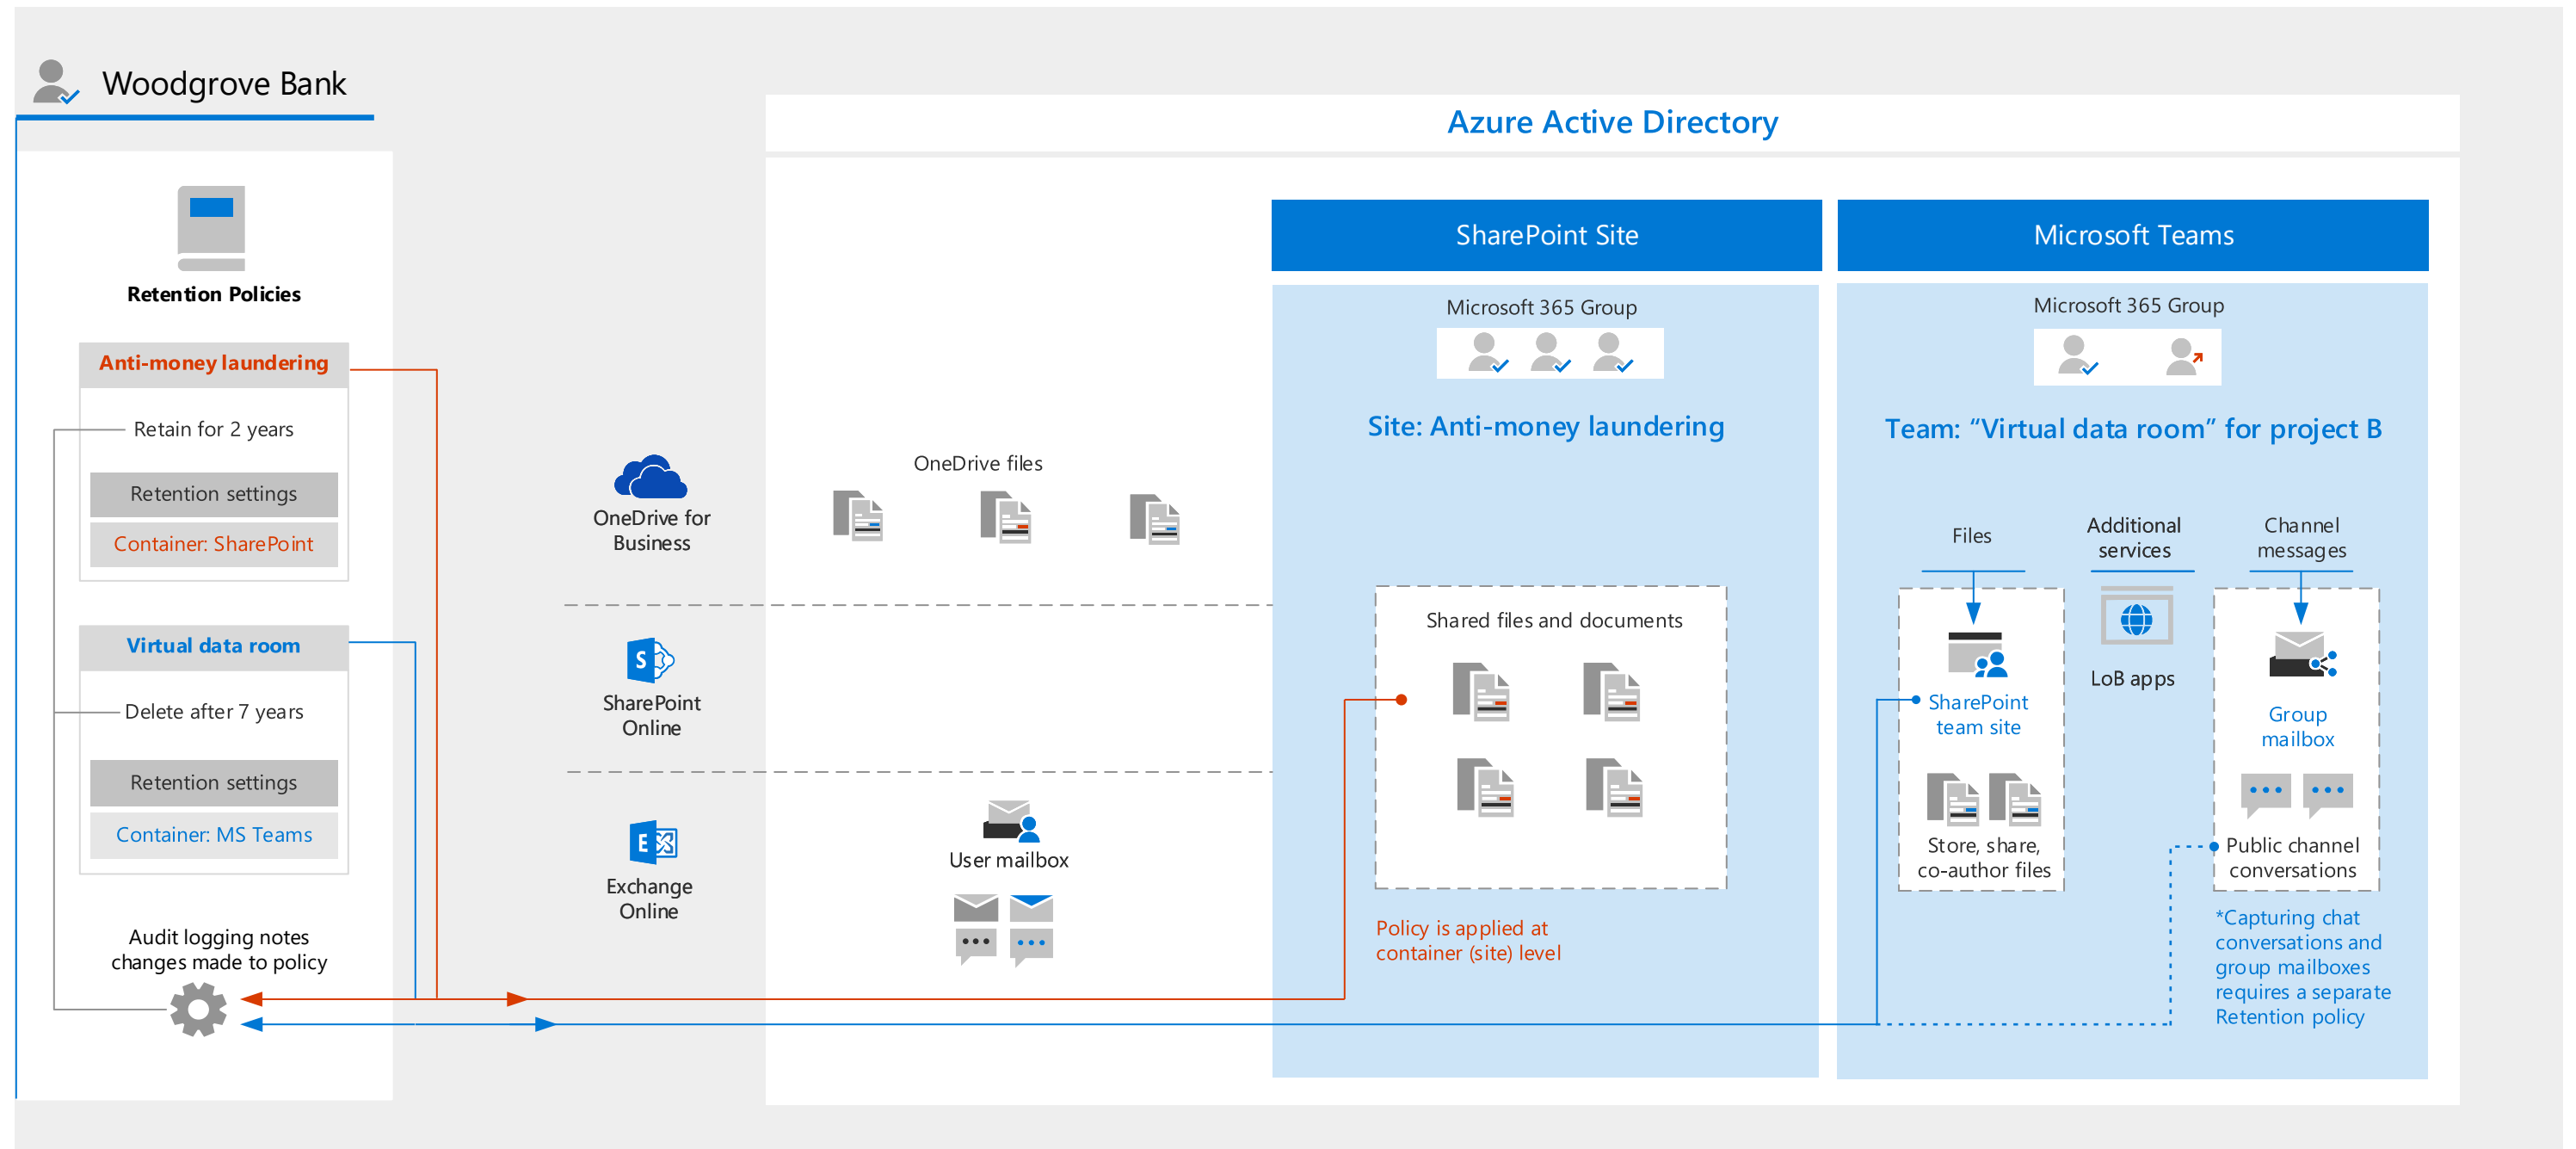 Woodgrove Bank
Azure Active Directory
Retention Policies
Anti-money laundering
Retain for 2 years
Retention settings
Container: SharePoint
Virtual data room
Delete after 7 years
Retention settings
Container: MS Teams
Audit logging notes
changes made to policy
OneDrive for
Business
SharePoint
Online
Exchange
Online
OneDrive files
User mailbox
SharePoint Site
Microsoft 365 Group
Site: Anti-money laundering
Shared files and documents
Policy is applied at
container (site) level
Microsoft Teams
Microsoft 365 Group
Team: “Virtual data room” for project B
Files
SharePoint
team site
Store, share,
co-author files
Additional
services
LoB apps
Channel
messages
Group
mailbox
Public channel
conversations
*Capturing chat
conversations and
group mailboxes
requires a separate
Retention policy
S
E